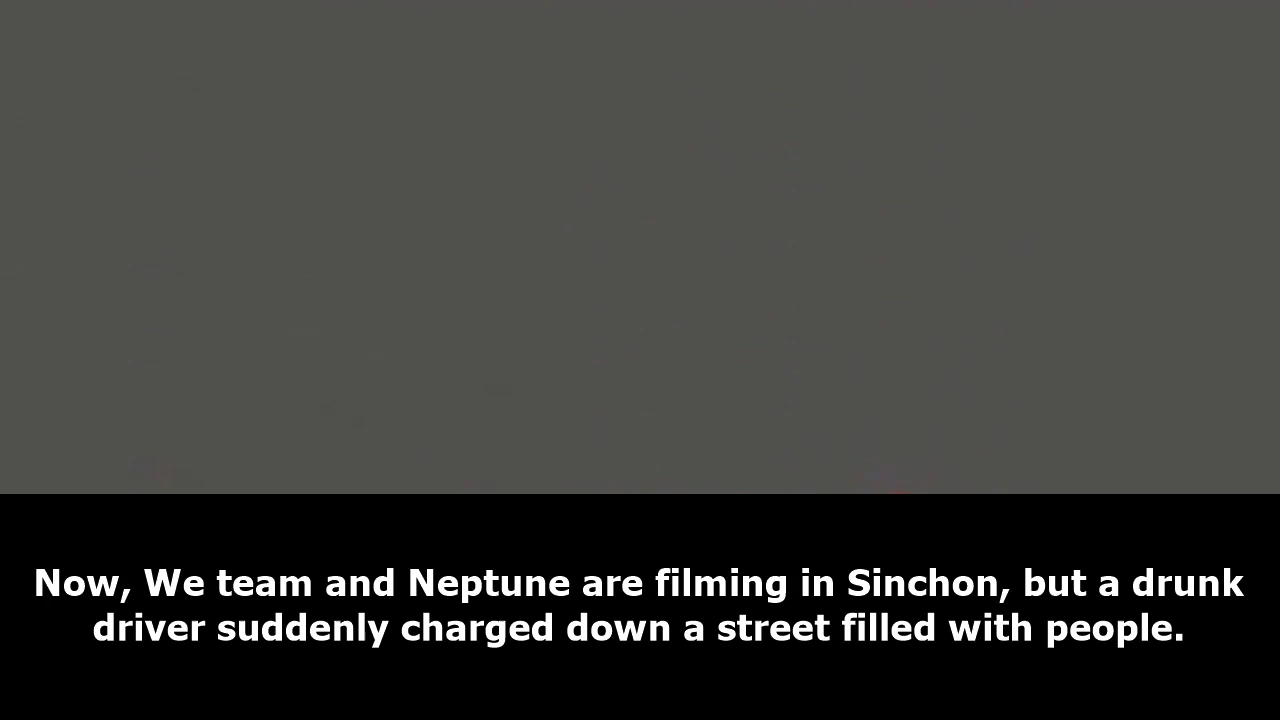 Now, We team and Neptune are filming in Sinchon, but a drunk
driver suddenly charged down a street filled with people.